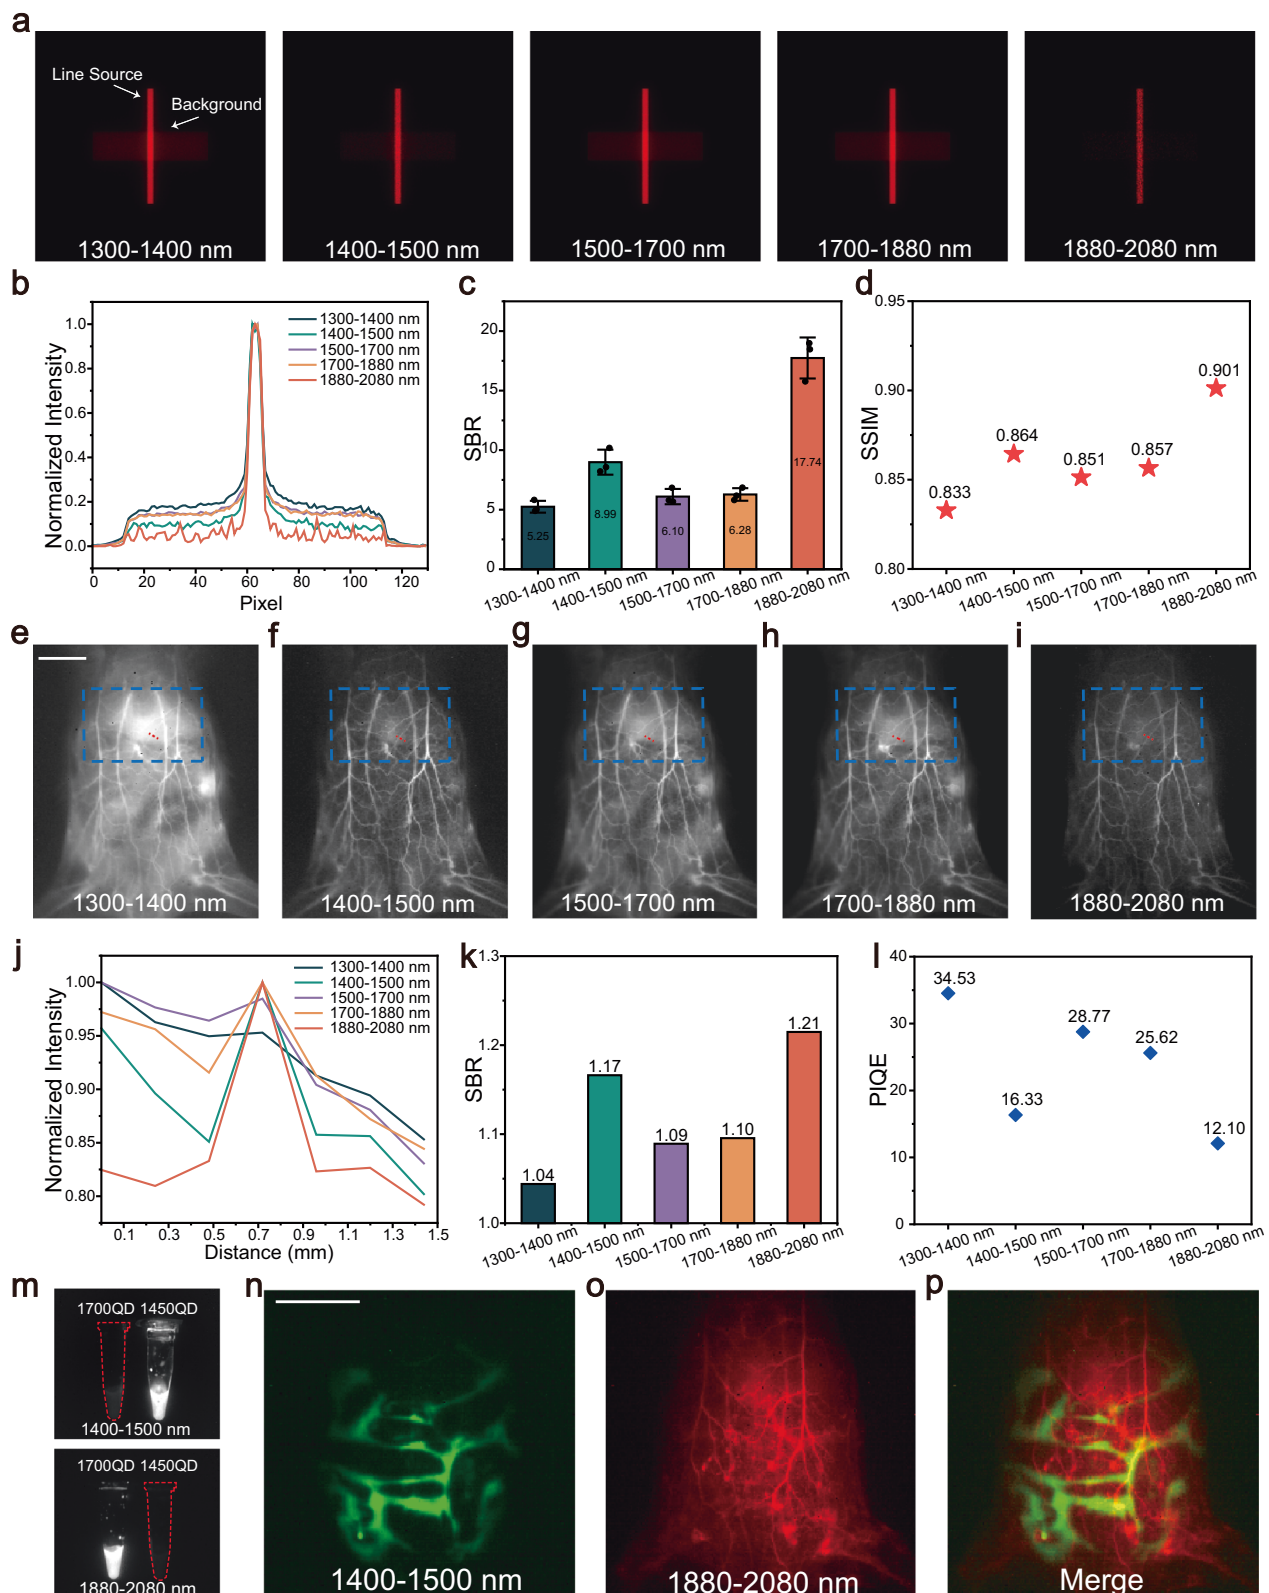 a
Line Source
Background
1300-1400 nm
1400-1500 nm
1500-1700 nm
1700-1880 nm
1880-2080 nm
b
Normalized Intensity
1.0
0.8
0.6
0.4
0.2
0.0
0 20 40 60 80 100 120
Pixel
1300-1400 nm
1400-1500 nm
1500-1700 nm
1700-1880 nm
1880-2080 nm
c
SBR
20
15
10
5
0
5.25
8.99
6.10
6.28
17.74
1300-1400 nm
1400-1500 nm
1500-1700 nm
1700-1880 nm
1880-2080 nm
d
SSIM
0.95
0.90
0.85
0.80
0.833
0.864
0.851
0.857
0.901
1300-1400 nm
1400-1500 nm
1500-1700 nm
1700-1880 nm
1880-2080 nm
e
1300-1400 nm
f
1400-1500 nm
g
1500-1700 nm
h
1700-1880 nm
i
1880-2080 nm
j
Normalized Intensity
1.00
0.95
0.90
0.85
0.80
0.1 0.3 0.5 0.7 0.9 1.1 1.3 1.5
Distance (mm)
1300-1400 nm
1400-1500 nm
1500-1700 nm
1700-1880 nm
1880-2080 nm
k
SBR
1.3
1.2
1.1
1.0
1.04
1.17
1.09
1.10
1.21
1300-1400 nm
1400-1500 nm
1500-1700 nm
1700-1880 nm
1880-2080 nm
l
PIQE
40
30
20
10
0
34.53
16.33
28.77
25.62
12.10
1300-1400 nm
1400-1500 nm
1500-1700 nm
1700-1880 nm
1880-2080 nm
m
1700QD 1450QD
1400-1500 nm
1700QD 1450QD
1880-2080 nm
n
1400-1500 nm
o
1880-2080 nm
p
Merge